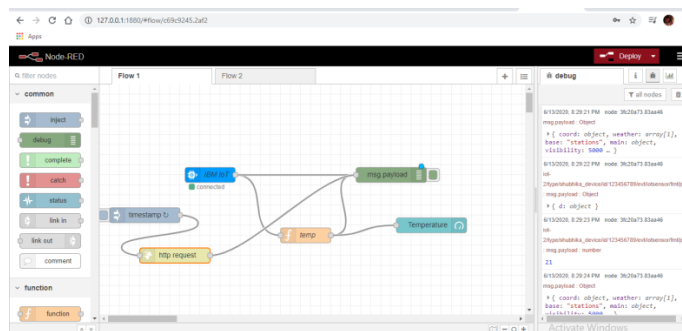 127.0.0.1:1880/#flow/c69c9245.2af2
Apps
Node-RED
Deploy
filter nodes
Flow 1
Flow 2
debug
all nodes
common
inject
debug
complete
catch
status
link in
link out
comment
function
function
IBM IoT
connected
timestamp
http request
temp
msg.payload
Temperature
6/13/2020, 8:29:21 PM node: 3fc20a73.83aa46
msg.payload : Object
{ coord: object, weather: array[1],
base: "stations", main: object,
visibility: 5000 … }
6/13/2020, 8:29:22 PM node: 3fc20a73.83aa46
msg.payload : Object
{ d: object }
6/13/2020, 8:29:23 PM node: 3fc20a73.83aa46
msg.payload : number
21
6/13/2020, 8:29:24 PM node: 3fc20a73.83aa46
msg.payload : Object
{ coord: object, weather: array[1],
base: "stations", main: object,
visibility: 5000 … }
Activate Windows